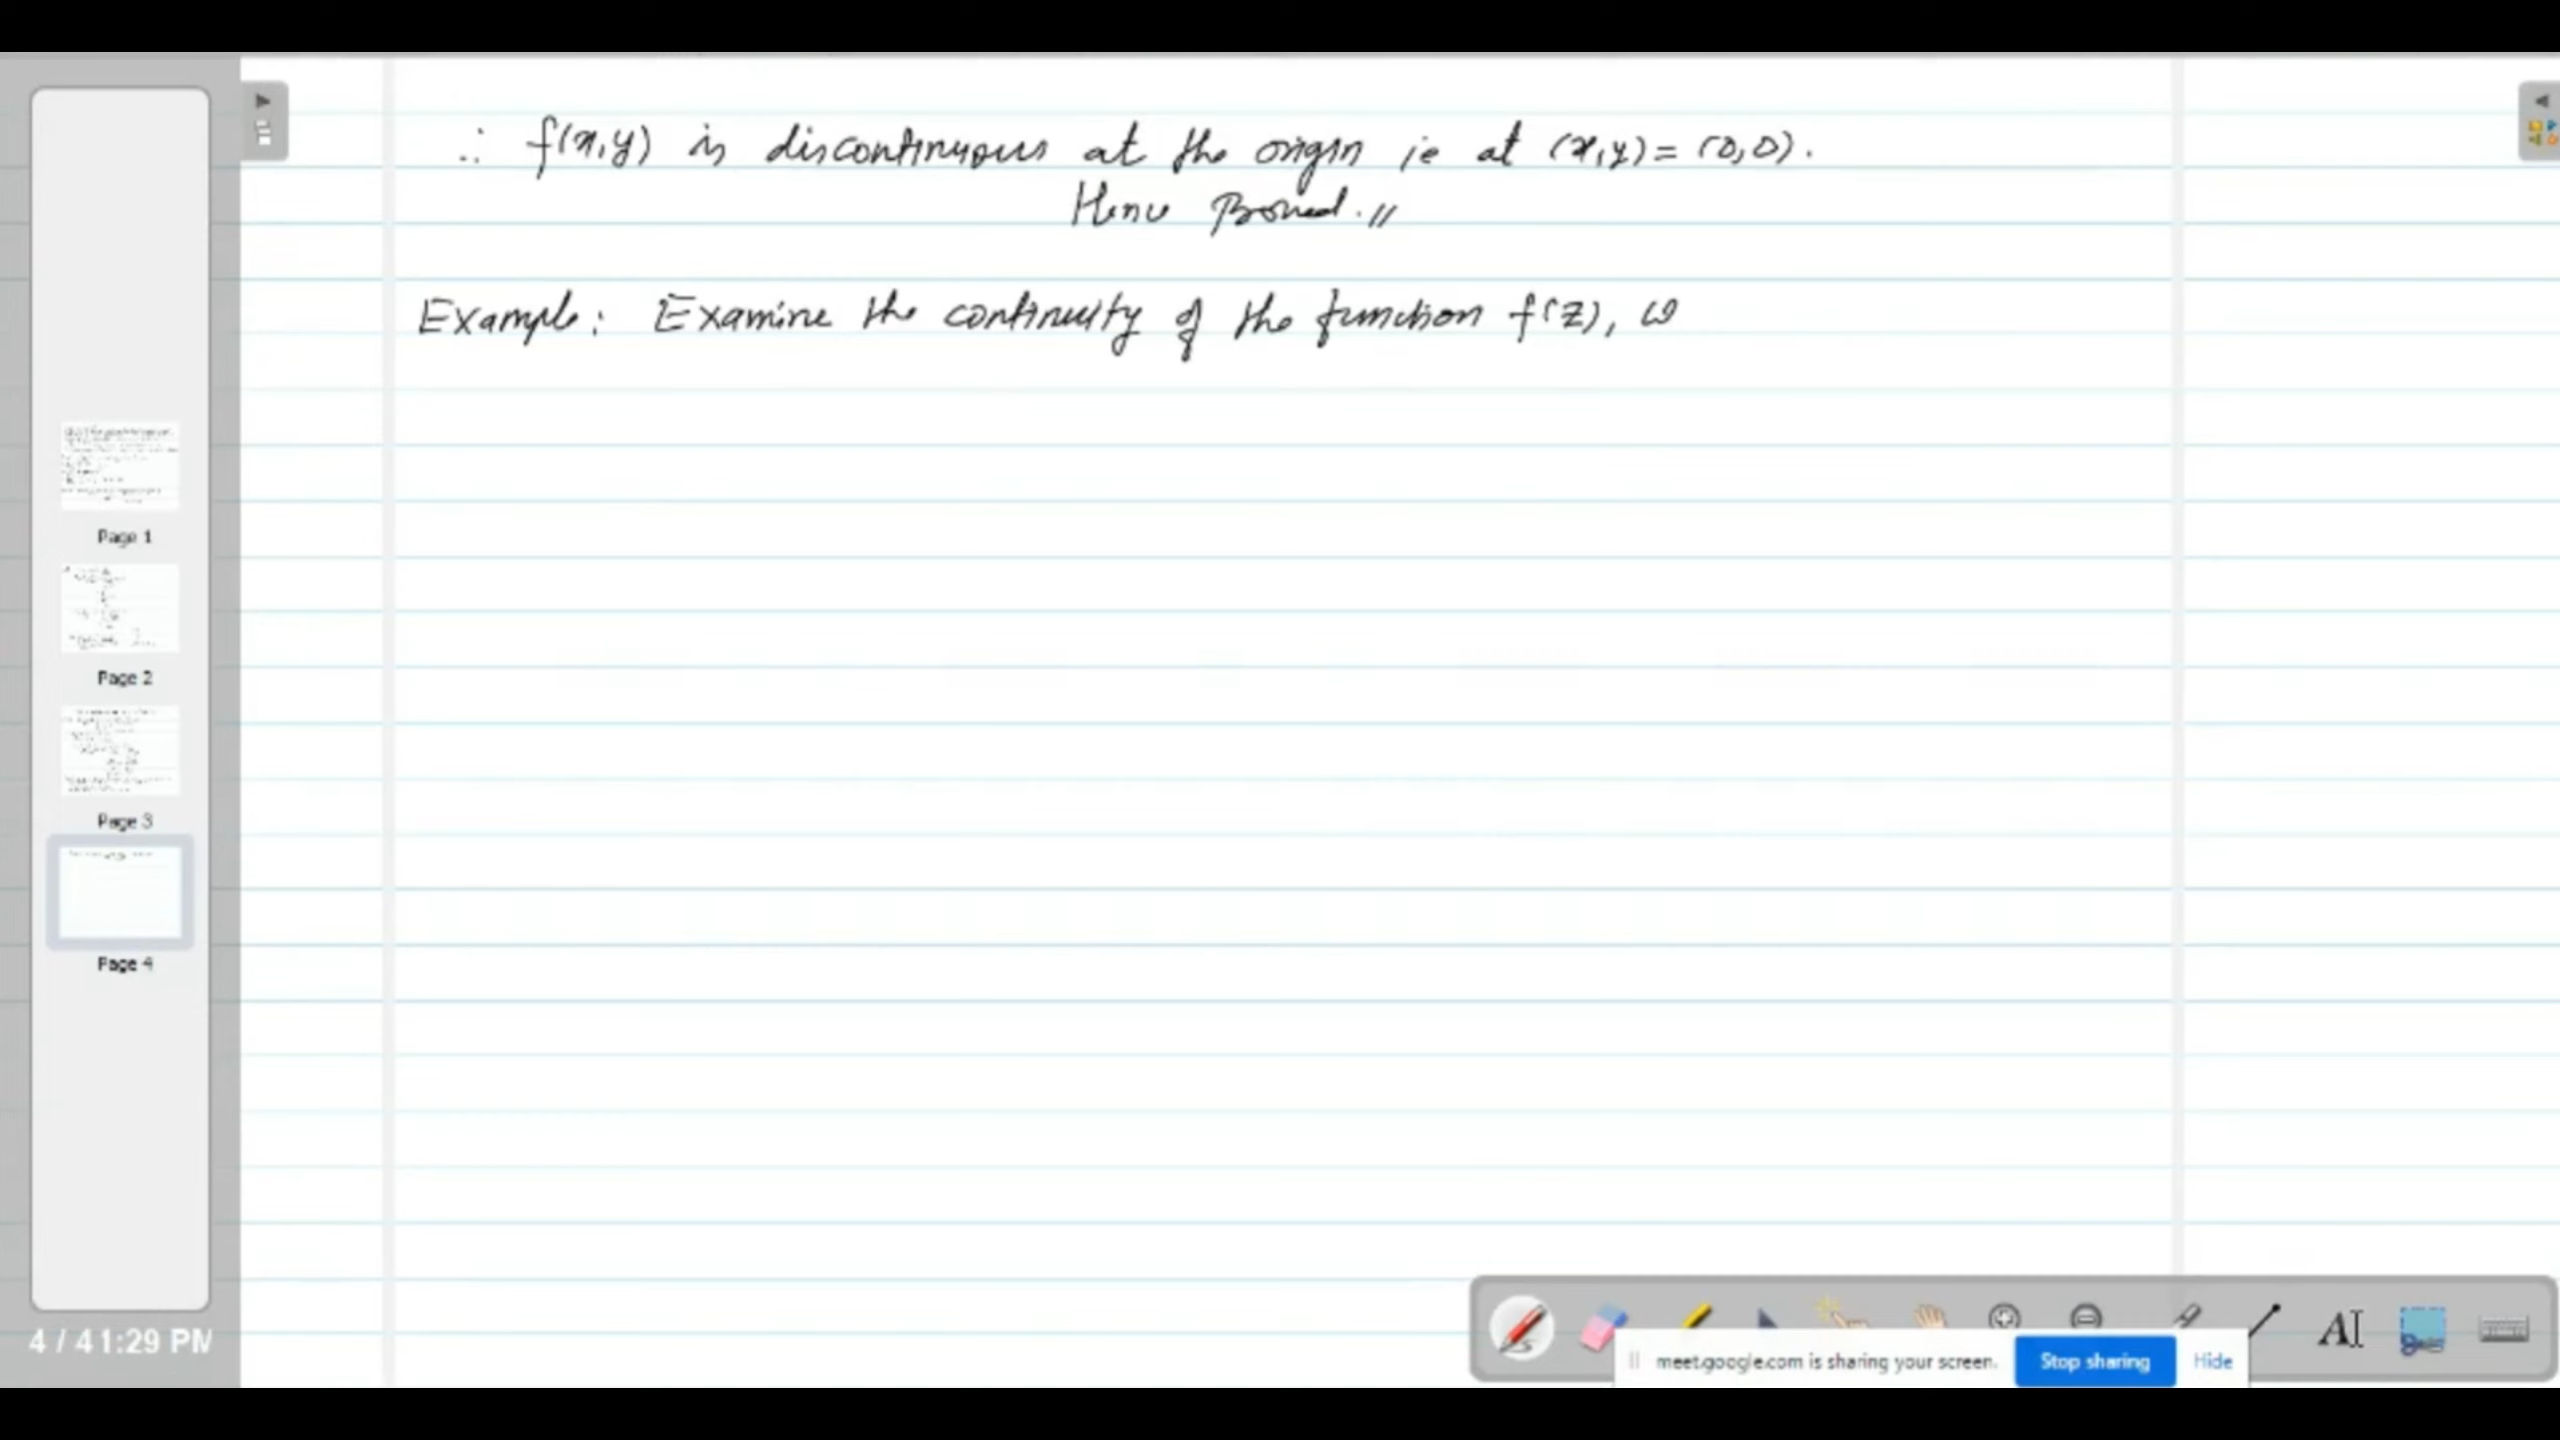 ∴ f(x,y) is discontinuous at the origin ie at (x,y) = (0,0).
Hence Proved. //
Example: Examine the continuity of the function f(z), w
Page 1
Page 2
Page 3
Page 4
4 / 4 1:29 PM
AI
meet.google.com is sharing your screen.
Stop sharing
Hide